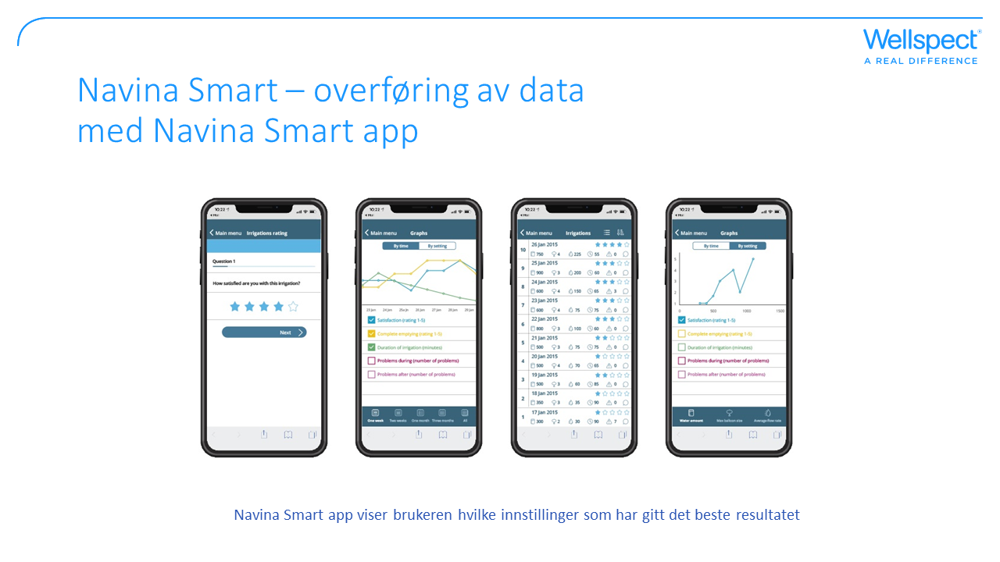 Wellspect®
A REAL DIFFERENCE
Navina Smart – overføring av data
med Navina Smart app
10:22
Main menu Irrigations rating
Question 1
How satisfied are you with this irrigation?
Next
10:22
Main menu Graphs
By time By setting
23 Jan 24 Jan 25a Jn 26 Jan 27 Jan 28 Jan 29 Jan
Satisfaction (rating 1-5)
Complete emptying (rating 1-5)
Duration of irrigation (minutes)
Problems during (number of problems)
Problems after (number of problems)
One week Two weeks One month Three months All
10:22
Main menu Irrigations
10 26 Jan 2015
750 4 225 55 0
9 25 Jan 2015
900 3 200 60 0
8 24 Jan 2015
600 4 150 65 3
7 23 Jan 2015
600 4 75 75 0
6 22 Jan 2015
800 3 100 60 0
5 21 Jan 2015
500 3 75 75 0
4 20 Jan 2015
500 4 70 65 0
3 19 Jan 2015
500 3 60 85 0
2 18 Jan 2015
350 3 35 90 0
1 17 Jan 2015
300 2 30 90 7
10:22
Main menu Graphs
By time By setting
5
4
3
2
1
0 500 1000 1500
Satisfaction (rating 1-5)
Complete emptying (rating 1-5)
Duration of irrigation (minutes)
Problems during (number of problems)
Problems after (number of problems)
Water amount Max balloon size Average flow rate
Navina Smart app viser brukeren hvilke innstillinger som har gitt det beste resultatet